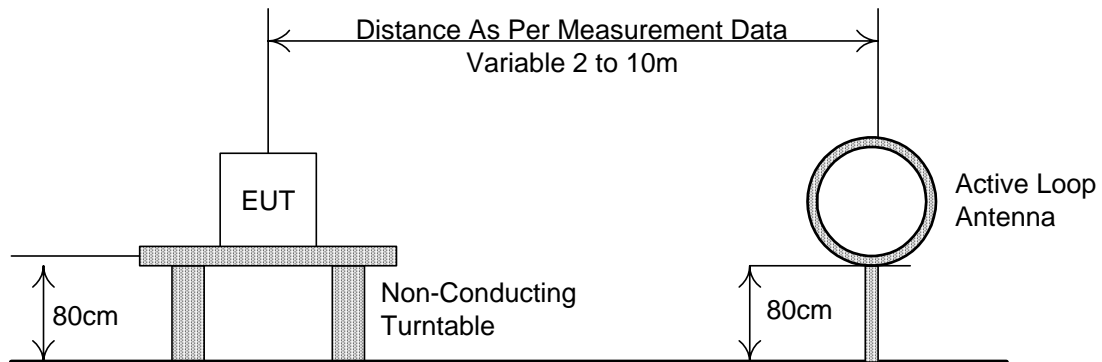 Distance As Per Measurement Data
Variable 2 to 10m
EUT
Active Loop
Antenna
Non-Conducting
Turntable
80cm
80cm